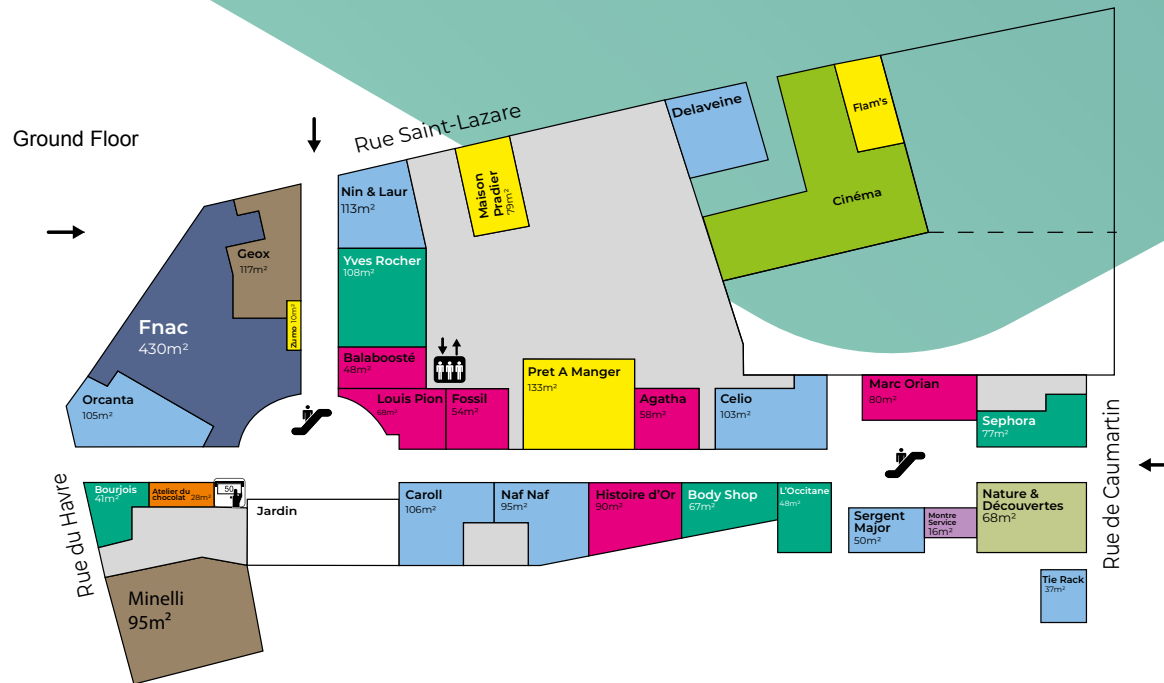 Ground Floor
Rue Saint-Lazare
Delaveine
Flam's
Cinéma
Nin & Laur
113m²
Maison
Pradier
79m²
Geox
117m²
Yves Rocher
108m²
Zumo 10m²
Fnac
430m²
Balaboosté
48m²
Pret A Manger
133m²
Orcanta
105m²
Louis Pion
Fossil
54m²
Agatha
58m²
Celio
103m²
Marc Orian
80m²
Sephora
77m²
Rue du Havre
Bourjois
41m²
Atelier du
chocolat 28m²
50
Jardin
Caroll
106m²
Naf Naf
95m²
Histoire d'Or
90m²
Body Shop
67m²
L'Occitane
48m²
Sergent
Major
50m²
Montre
Service
16m²
Nature &
Découvertes
68m²
Rue de Caumartin
Tie Rack
37m²
Minelli
95m²